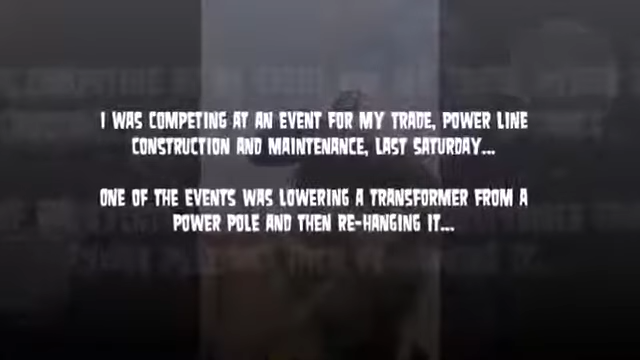 I WAS COMPETING AT AN EVENT FOR MY TRADE, POWER LINE
CONSTRUCTION AND MAINTENANCE, LAST SATURDAY...
ONE OF THE EVENTS WAS LOWERING A TRANSFORMER FROM A
POWER POLE AND THEN RE-HANGING IT...